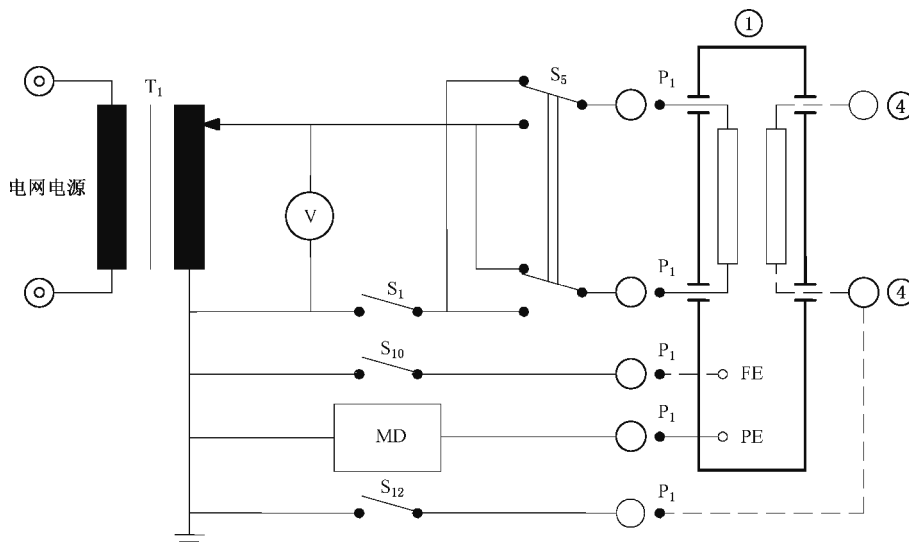 ①
T₁
S₅
P₁
④
电网电源
V
P₁
S₁
④
S₁₀
P₁
FE
MD
P₁
PE
S₁₂
P₁